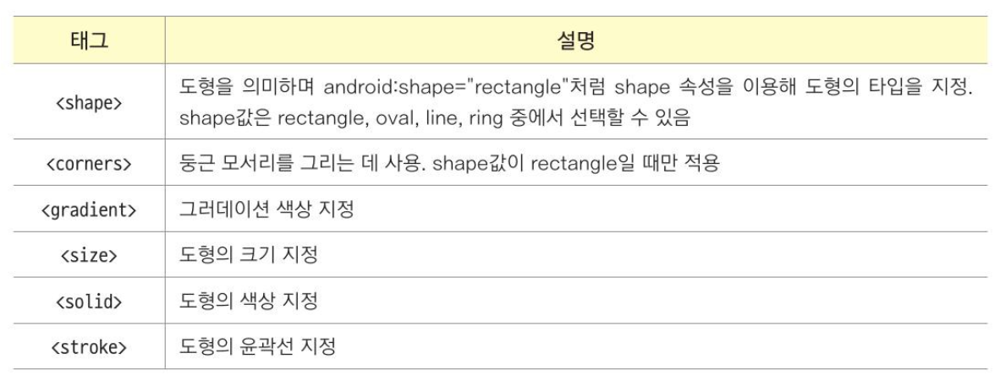 태그 설명
<shape> 도형을 의미하며 android:shape="rectangle"처럼 shape 속성을 이용해 도형의 타입을 지정.
shape값은 rectangle, oval, line, ring 중에서 선택할 수 있음
<corners> 둥근 모서리를 그리는 데 사용. shape값이 rectangle일 때만 적용
<gradient> 그러데이션 색상 지정
<size> 도형의 크기 지정
<solid> 도형의 색상 지정
<stroke> 도형의 윤곽선 지정